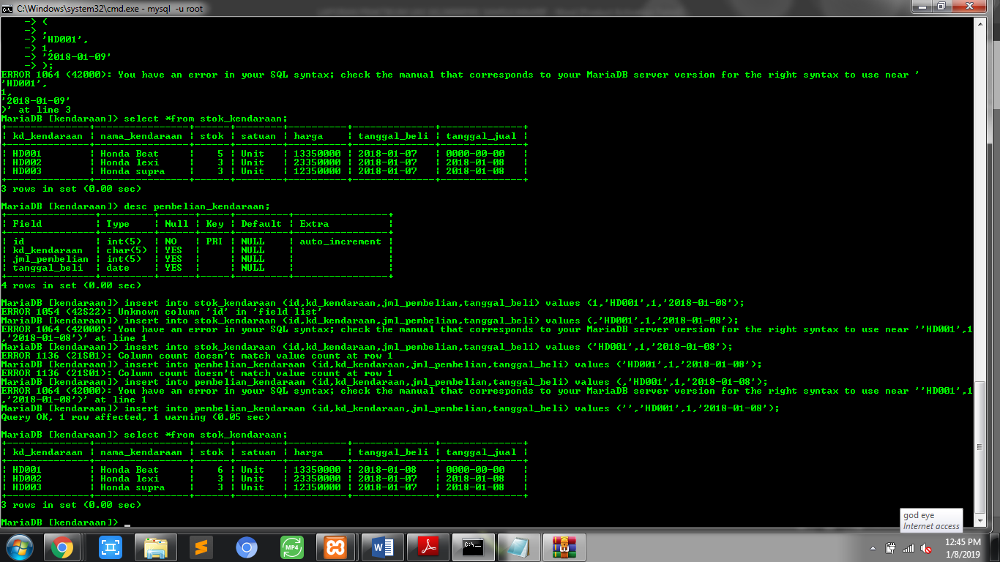 C:\Windows\system32\cmd.exe - mysql -u root
-> (
-> ,
-> 'HD001',
-> 1,
-> '2018-01-09'
-> );
ERROR 1064 (42000): You have an error in your SQL syntax; check the manual that corresponds to your MariaDB server version for the right syntax to use near '
'HD001',
1,
'2018-01-09'
)' at line 3
MariaDB [kendaraan]> select *from stok_kendaraan;
+--------------+----------------+------+--------+----------+--------------+--------------+
| kd_kendaraan | nama_kendaraan | stok | satuan | harga | tanggal_beli | tanggal_jual |
+--------------+----------------+------+--------+----------+--------------+--------------+
| HD001 | Honda Beat | 5 | Unit | 13350000 | 2018-01-07 | 0000-00-00 |
| HD002 | Honda lexi | 3 | Unit | 23350000 | 2018-01-07 | 2018-01-08 |
| HD003 | Honda supra | 3 | Unit | 12350000 | 2018-01-07 | 2018-01-08 |
+--------------+----------------+------+--------+----------+--------------+--------------+
3 rows in set (0.00 sec)
MariaDB [kendaraan]> desc pembelian_kendaraan;
+---------------+---------+------+-----+---------+----------------+
| Field | Type | Null | Key | Default | Extra |
+---------------+---------+------+-----+---------+----------------+
| id | int(5) | NO | PRI | NULL | auto_increment |
| kd_kendaraan | char(5) | YES | | NULL | |
| jml_pembelian | int(5) | YES | | NULL | |
| tanggal_beli | date | YES | | NULL | |
+---------------+---------+------+-----+---------+----------------+
4 rows in set (0.00 sec)
MariaDB [kendaraan]> insert into stok_kendaraan (id,kd_kendaraan,jml_pembelian,tanggal_beli) values (1,'HD001',1,'2018-01-08');
ERROR 1054 (42S22): Unknown column 'id' in 'field list'
MariaDB [kendaraan]> insert into stok_kendaraan (id,kd_kendaraan,jml_pembelian,tanggal_beli) values (,'HD001',1,'2018-01-08');
ERROR 1064 (42000): You have an error in your SQL syntax; check the manual that corresponds to your MariaDB server version for the right syntax to use near ''HD001',1
,'2018-01-08')' at line 1
MariaDB [kendaraan]> insert into stok_kendaraan (id,kd_kendaraan,jml_pembelian,tanggal_beli) values ('HD001',1,'2018-01-08');
ERROR 1136 (21S01): Column count doesn't match value count at row 1
MariaDB [kendaraan]> insert into pembelian_kendaraan (id,kd_kendaraan,jml_pembelian,tanggal_beli) values ('HD001',1,'2018-01-08');
ERROR 1136 (21S01): Column count doesn't match value count at row 1
MariaDB [kendaraan]> insert into pembelian_kendaraan (id,kd_kendaraan,jml_pembelian,tanggal_beli) values (,'HD001',1,'2018-01-08');
ERROR 1064 (42000): You have an error in your SQL syntax; check the manual that corresponds to your MariaDB server version for the right syntax to use near ''HD001',1
,'2018-01-08')' at line 1
MariaDB [kendaraan]> insert into pembelian_kendaraan (id,kd_kendaraan,jml_pembelian,tanggal_beli) values ('','HD001',1,'2018-01-08');
Query OK, 1 row affected, 1 warning (0.05 sec)
MariaDB [kendaraan]> select *from stok_kendaraan;
+--------------+----------------+------+--------+----------+--------------+--------------+
| kd_kendaraan | nama_kendaraan | stok | satuan | harga | tanggal_beli | tanggal_jual |
+--------------+----------------+------+--------+----------+--------------+--------------+
| HD001 | Honda Beat | 6 | Unit | 13350000 | 2018-01-08 | 0000-00-00 |
| HD002 | Honda lexi | 3 | Unit | 23350000 | 2018-01-07 | 2018-01-08 |
| HD003 | Honda supra | 3 | Unit | 12350000 | 2018-01-07 | 2018-01-08 |
+--------------+----------------+------+--------+----------+--------------+--------------+
3 rows in set (0.00 sec)
MariaDB [kendaraan]> _
god eye
Internet access
MP4
C:\.
12:45 PM
1/8/2019